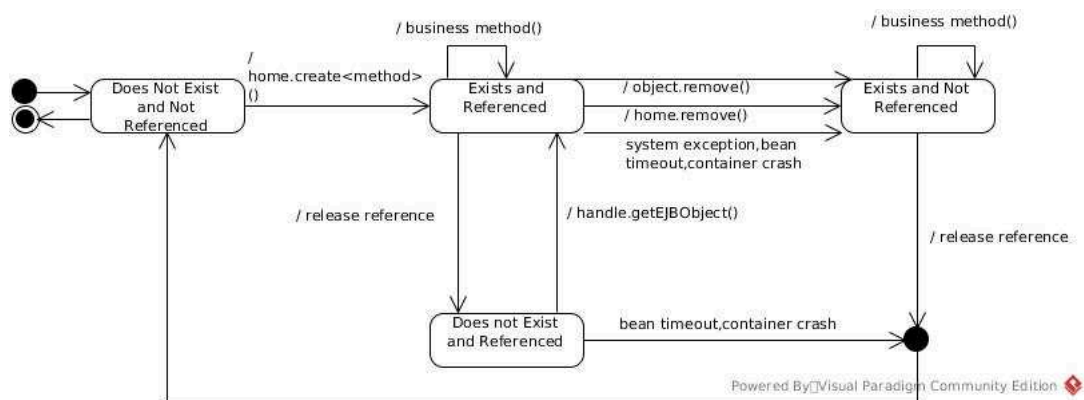 / business method()
/ business method()
/
home.create<method>
()
Does Not Exist
and Not
Referenced
Exists and
Referenced
/ object.remove()
/ home.remove()
system exception,bean
timeout,container crash
Exists and Not
Referenced
/ release reference
/ handle.getEJBObject()
/ release reference
Does not Exist
and Referenced
bean timeout,container crash
Powered By▯Visual Paradigm Community Edition